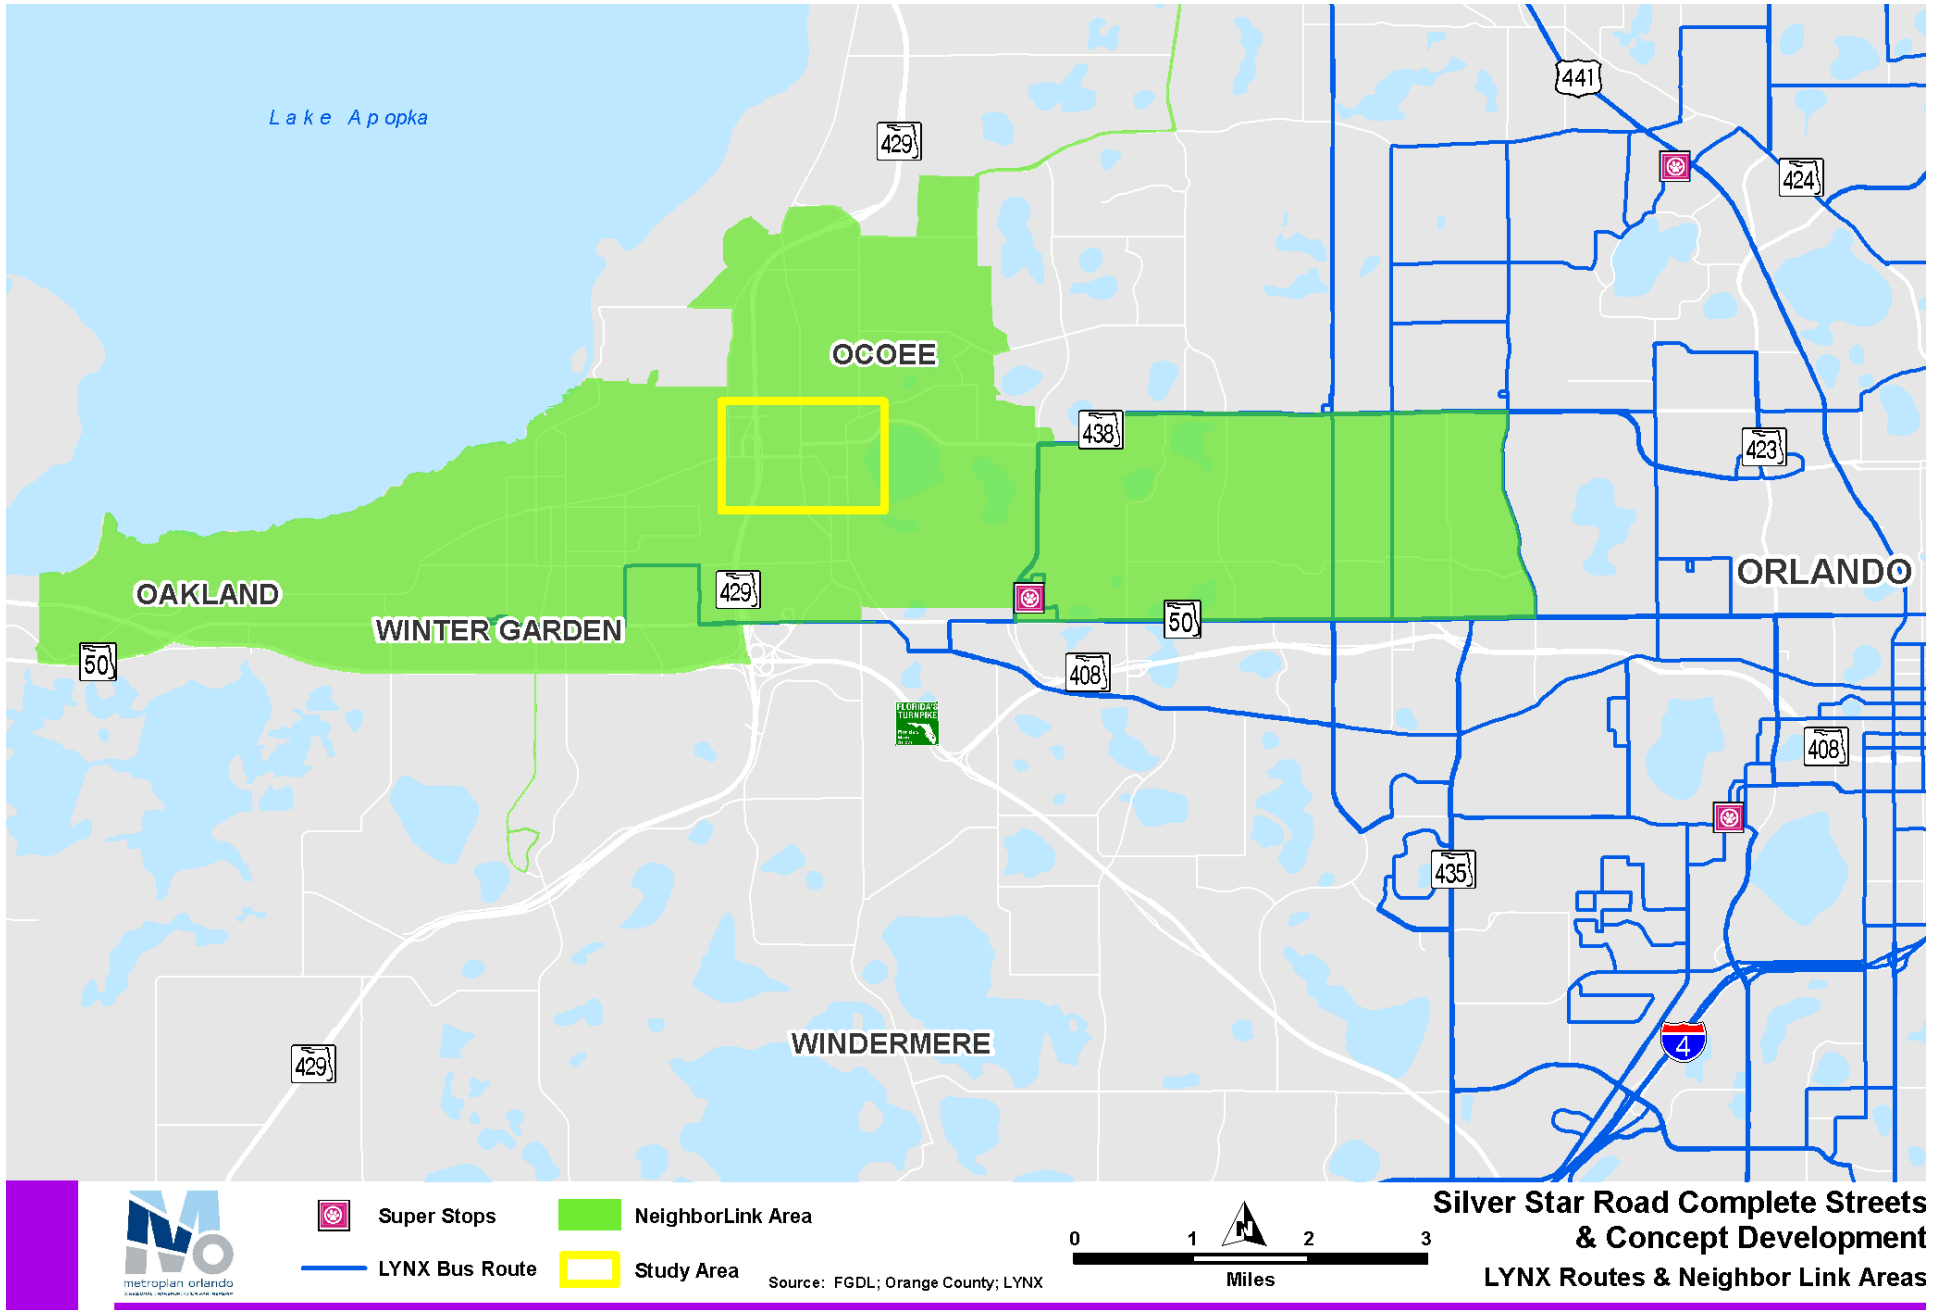 Lake Apopka
441
429
424
OCOEE
438
423
ORLANDO
OAKLAND
429
WINTER GARDEN
50
50
408
FLORIDA'S
TURNPIKE
408
435
WINDERMERE
4
429
Super Stops
NeighborLink Area
LYNX Bus Route
Study Area
Source: FGDL; Orange County; LYNX
metroplan orlando
0 1 2 3
N
Miles
Silver Star Road Complete Streets
& Concept Development
LYNX Routes & Neighbor Link Areas